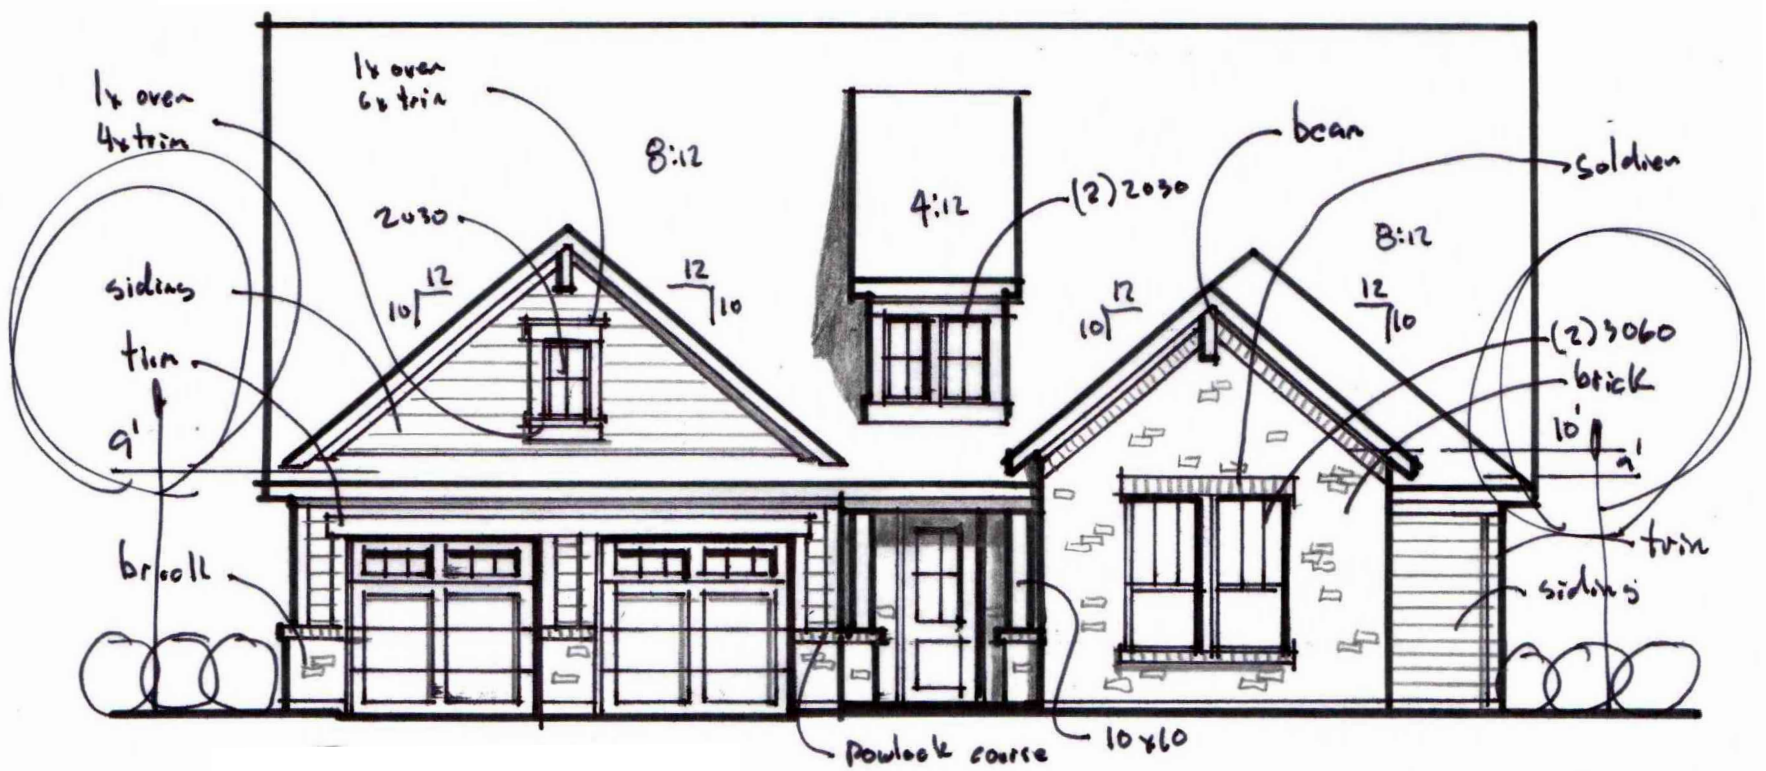 1x over
4x trim
1x over
6x trim
8:12
2030
12
10
12
10
siding
trim
9'
brick
4:12
(2) 2030
beam
soldier
8:12
12
10
12
10
(2) 3060
brick
10'
9'
trim
siding
10x10
rowlock course